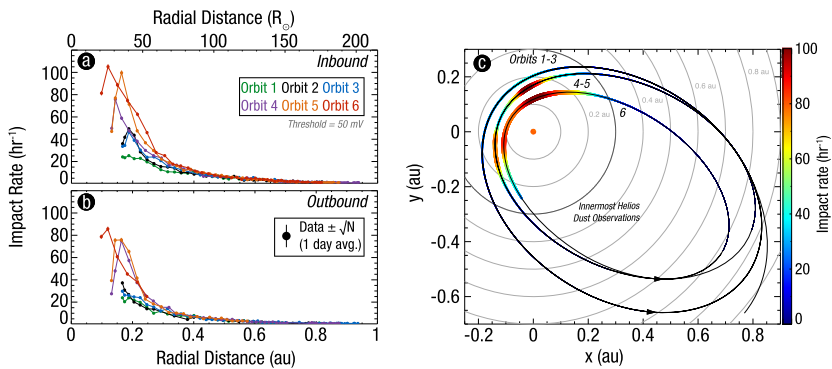 Radial Distance (R☉)
0 50 100 150 200
a Inbound
Orbit 1 Orbit 2 Orbit 3
Orbit 4 Orbit 5 Orbit 6
Threshold = 50 mV
100
80
60
40
20
0
Impact Rate (hr⁻¹)
b Outbound
Data ± √N
(1 day avg.)
100
80
60
40
20
0
0 0.2 0.4 0.6 0.8 1
Radial Distance (au)
c Orbits 1-3
4-5
6
0.2 au
0.4 au
0.6 au
0.8 au
Innermost Helios
Dust Observations
0.2
0
-0.2
-0.4
-0.6
y (au)
-0.2 0 0.2 0.4 0.6 0.8
x (au)
100
80
60
40
20
0
Impact rate (hr⁻¹)